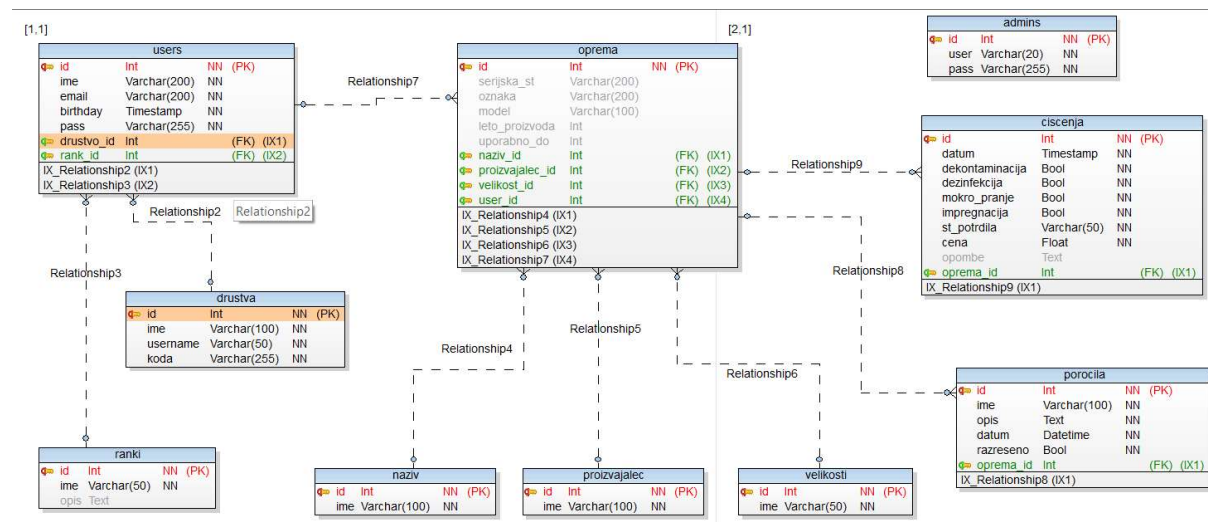 [1,1]
users
id Int NN (PK)
ime Varchar(200) NN
email Varchar(200) NN
birthday Timestamp NN
pass Varchar(255) NN
drustvo_id Int (FK) (IX1)
rank_id Int (FK) (IX2)
IX_Relationship2 (IX1)
IX_Relationship3 (IX2)
Relationship7
oprema
id Int NN (PK)
serijska_st Varchar(200)
oznaka Varchar(200)
model Varchar(100)
leto_proizvoda Int
uporabno_do Int
naziv_id Int (FK) (IX1)
proizvajalec_id Int (FK) (IX2)
velikost_id Int (FK) (IX3)
user_id Int (FK) (IX4)
IX_Relationship4 (IX1)
IX_Relationship5 (IX2)
IX_Relationship6 (IX3)
IX_Relationship7 (IX4)
[2,1]
admins
id Int NN (PK)
user Varchar(20) NN
pass Varchar(255) NN
Relationship9
ciscenja
id Int NN (PK)
datum Timestamp NN
dekontaminacija Bool NN
dezinfekcija Bool NN
mokro_pranje Bool NN
impregnacija Bool NN
st_potrdila Varchar(50) NN
cena Float NN
opombe Text
oprema_id Int (FK) (IX1)
IX_Relationship9 (IX1)
Relationship2
Relationship2
Relationship3
Relationship8
drustva
id Int NN (PK)
ime Varchar(100) NN
username Varchar(50) NN
koda Varchar(255) NN
Relationship4
Relationship5
Relationship6
porocila
id Int NN (PK)
ime Varchar(100) NN
opis Text NN
datum Datetime NN
razreseno Bool NN
oprema_id Int (FK) (IX1)
IX_Relationship8 (IX1)
ranki
id Int NN (PK)
ime Varchar(50) NN
opis Text
naziv
id Int NN (PK)
ime Varchar(100) NN
proizvajalec
id Int NN (PK)
ime Varchar(100) NN
velikosti
id Int NN (PK)
ime Varchar(50) NN